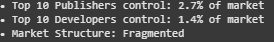 • Top 10 Publishers control: 2.7% of market
• Top 10 Developers control: 1.4% of market
• Market Structure: Fragmented